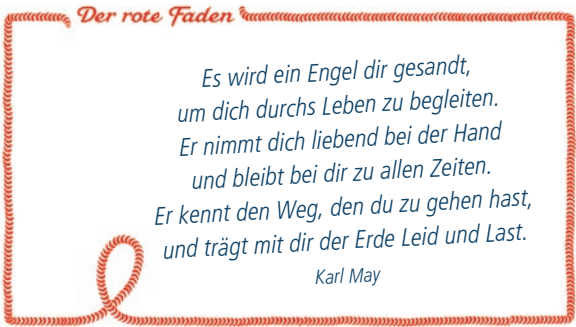 Der rote Faden
Es wird ein Engel dir gesandt,
um dich durchs Leben zu begleiten.
Er nimmt dich liebend bei der Hand
und bleibt bei dir zu allen Zeiten.
Er kennt den Weg, den du zu gehen hast,
und trägt mit dir der Erde Leid und Last.
Karl May